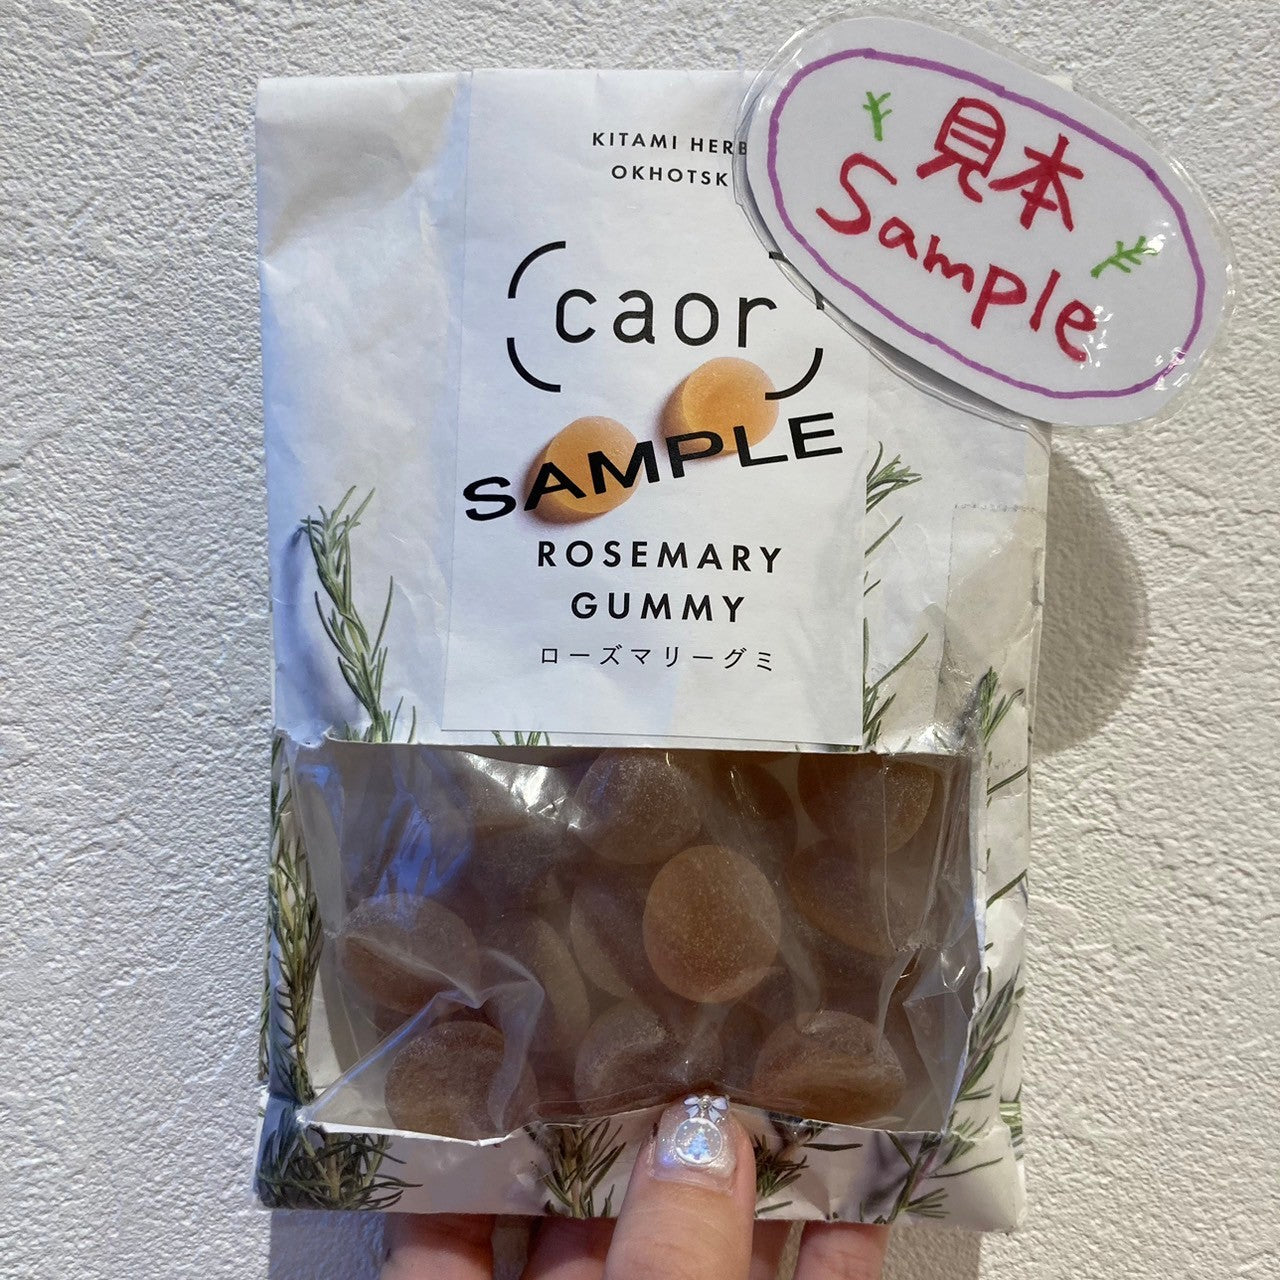 KITAMI HERB
OKHOTSK
見本
Sample
caor
SAMPLE
ROSEMARY
GUMMY
ローズマリーグミ